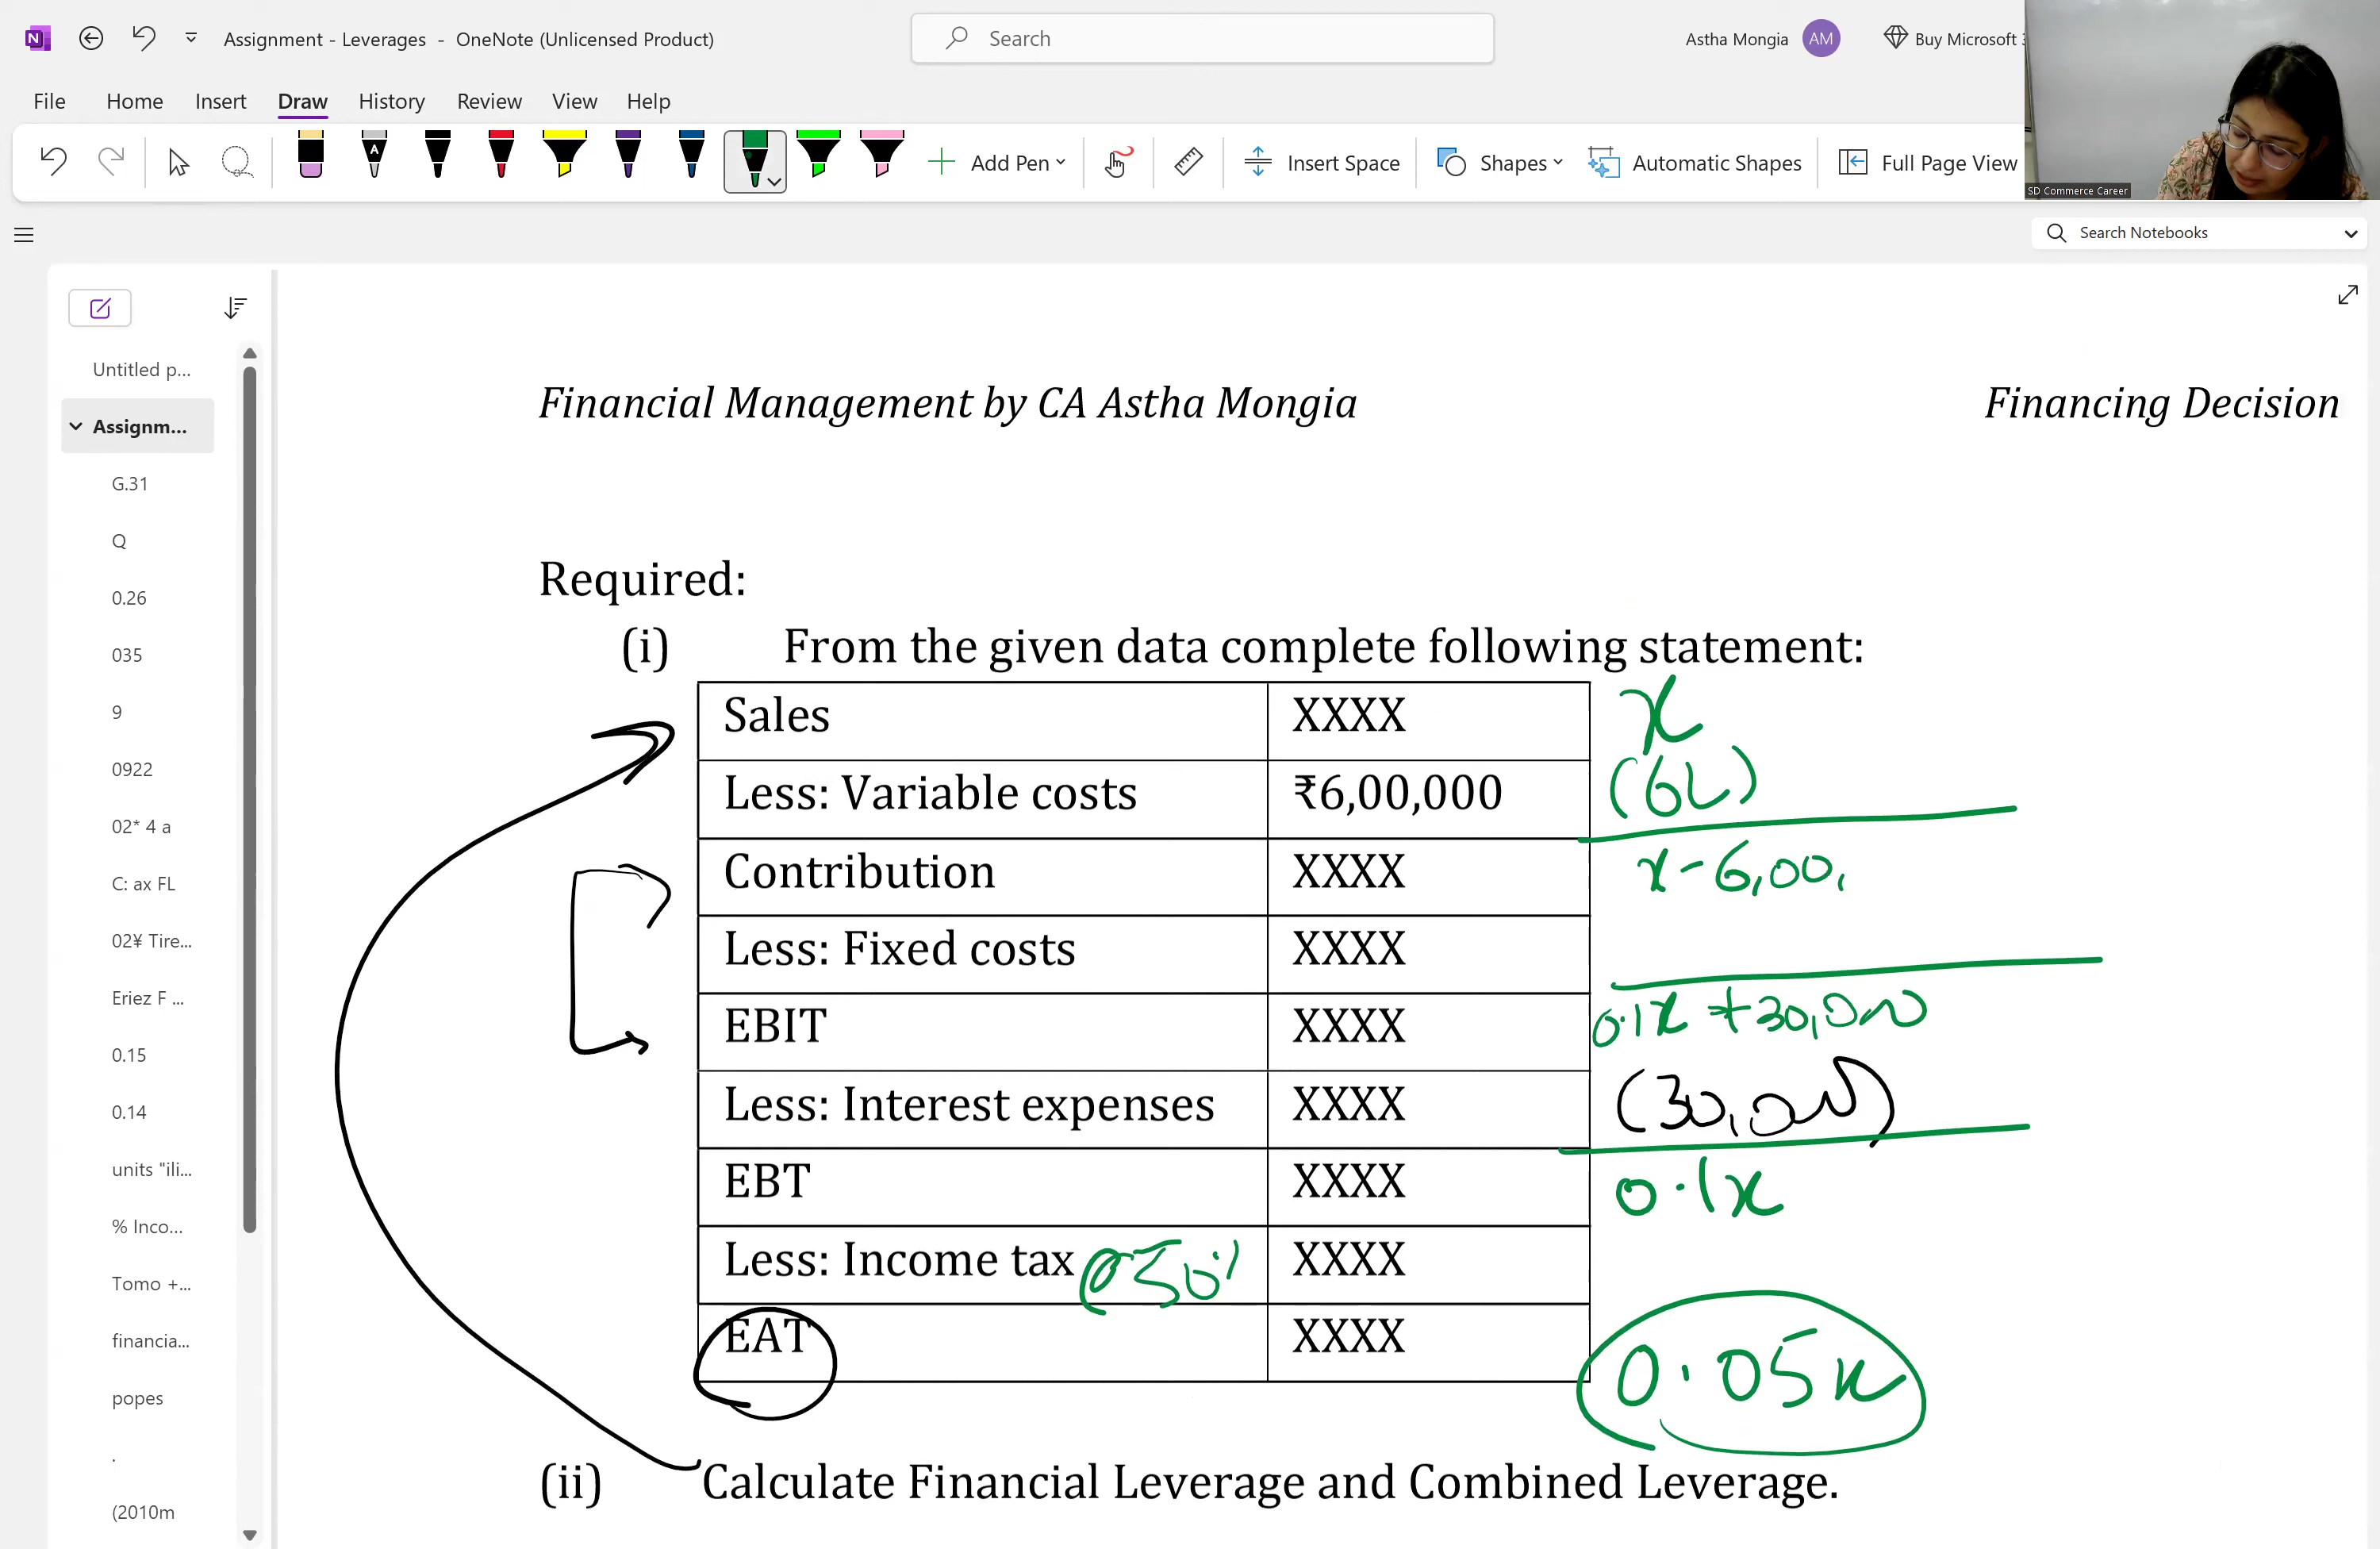 Assignment - Leverages - OneNote (Unlicensed Product)
Search
Astha Mongia AM
Buy Microsoft 3
File Home Insert Draw History Review View Help
Add Pen
Insert Space
Shapes
Automatic Shapes
Full Page View
SD Commerce Career
Search Notebooks
Untitled p...
Assignm...
G.31
Q
0.26
035
9
0922
02* 4 a
C: ax FL
02¥ Tire...
Eriez F ...
0.15
0.14
units "ili...
% Inco...
Tomo +...
financia...
popes
.
(2010m
Financial Management by CA Astha Mongia Financing Decision
Required:
(i) From the given data complete following statement:
Sales XXXX x
Less: Variable costs ₹6,00,000 (6L)
Contribution XXXX x - 6,00,
Less: Fixed costs XXXX
EBIT XXXX 0.1x + 30,000
Less: Interest expenses XXXX (30,000)
EBT XXXX 0.1x
Less: Income tax @50% XXXX
EAT XXXX 0.05x
(ii) Calculate Financial Leverage and Combined Leverage.